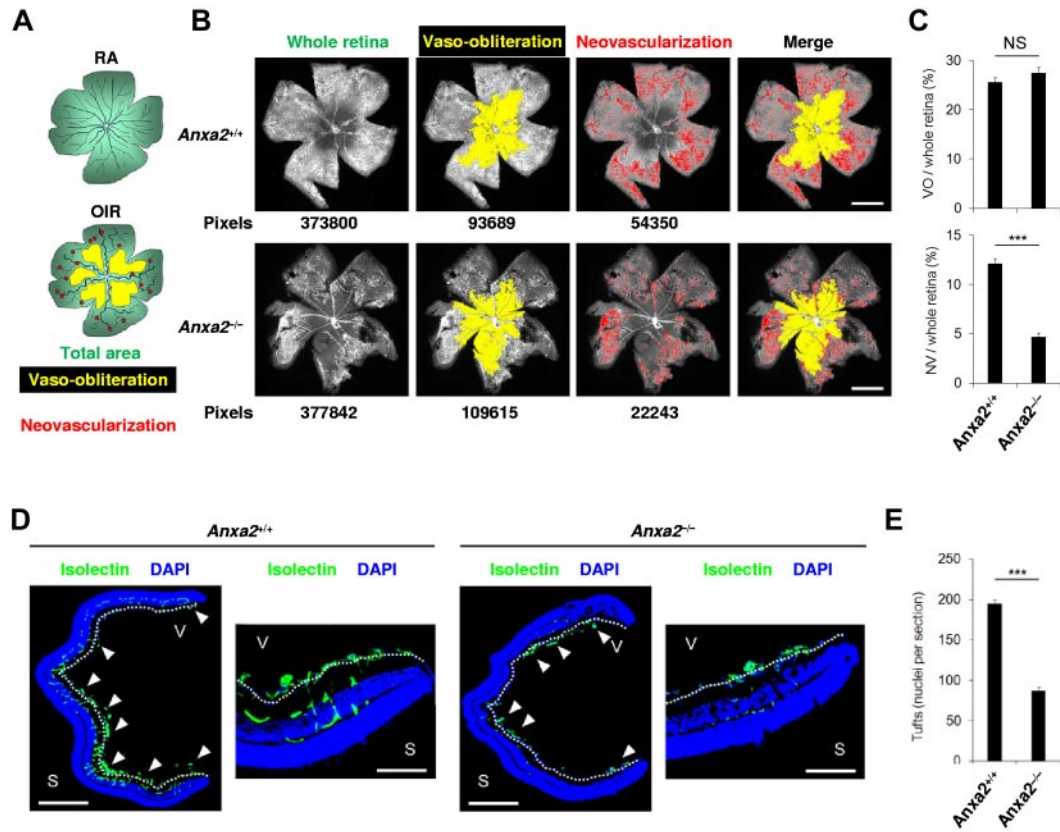 A
RA
OIR
Total area
Vaso-obliteration
Neovascularization
B
Whole retina Vaso-obliteration Neovascularization Merge
Anxa2+/+
Pixels 373800 93689 54350
Anxa2−/−
Pixels 377842 109615 22243
C
NS
VO / whole retina (%)
30
20
10
0
***
NV / whole retina (%)
15
10
5
0
Anxa2+/+
Anxa2−/−
D
Anxa2+/+ Anxa2−/−
Isolectin DAPI Isolectin DAPI Isolectin DAPI Isolectin DAPI
V V V V
S S S S
E
***
Tufts (nuclei per section)
250
200
150
100
50
0
Anxa2+/+
Anxa2−/−